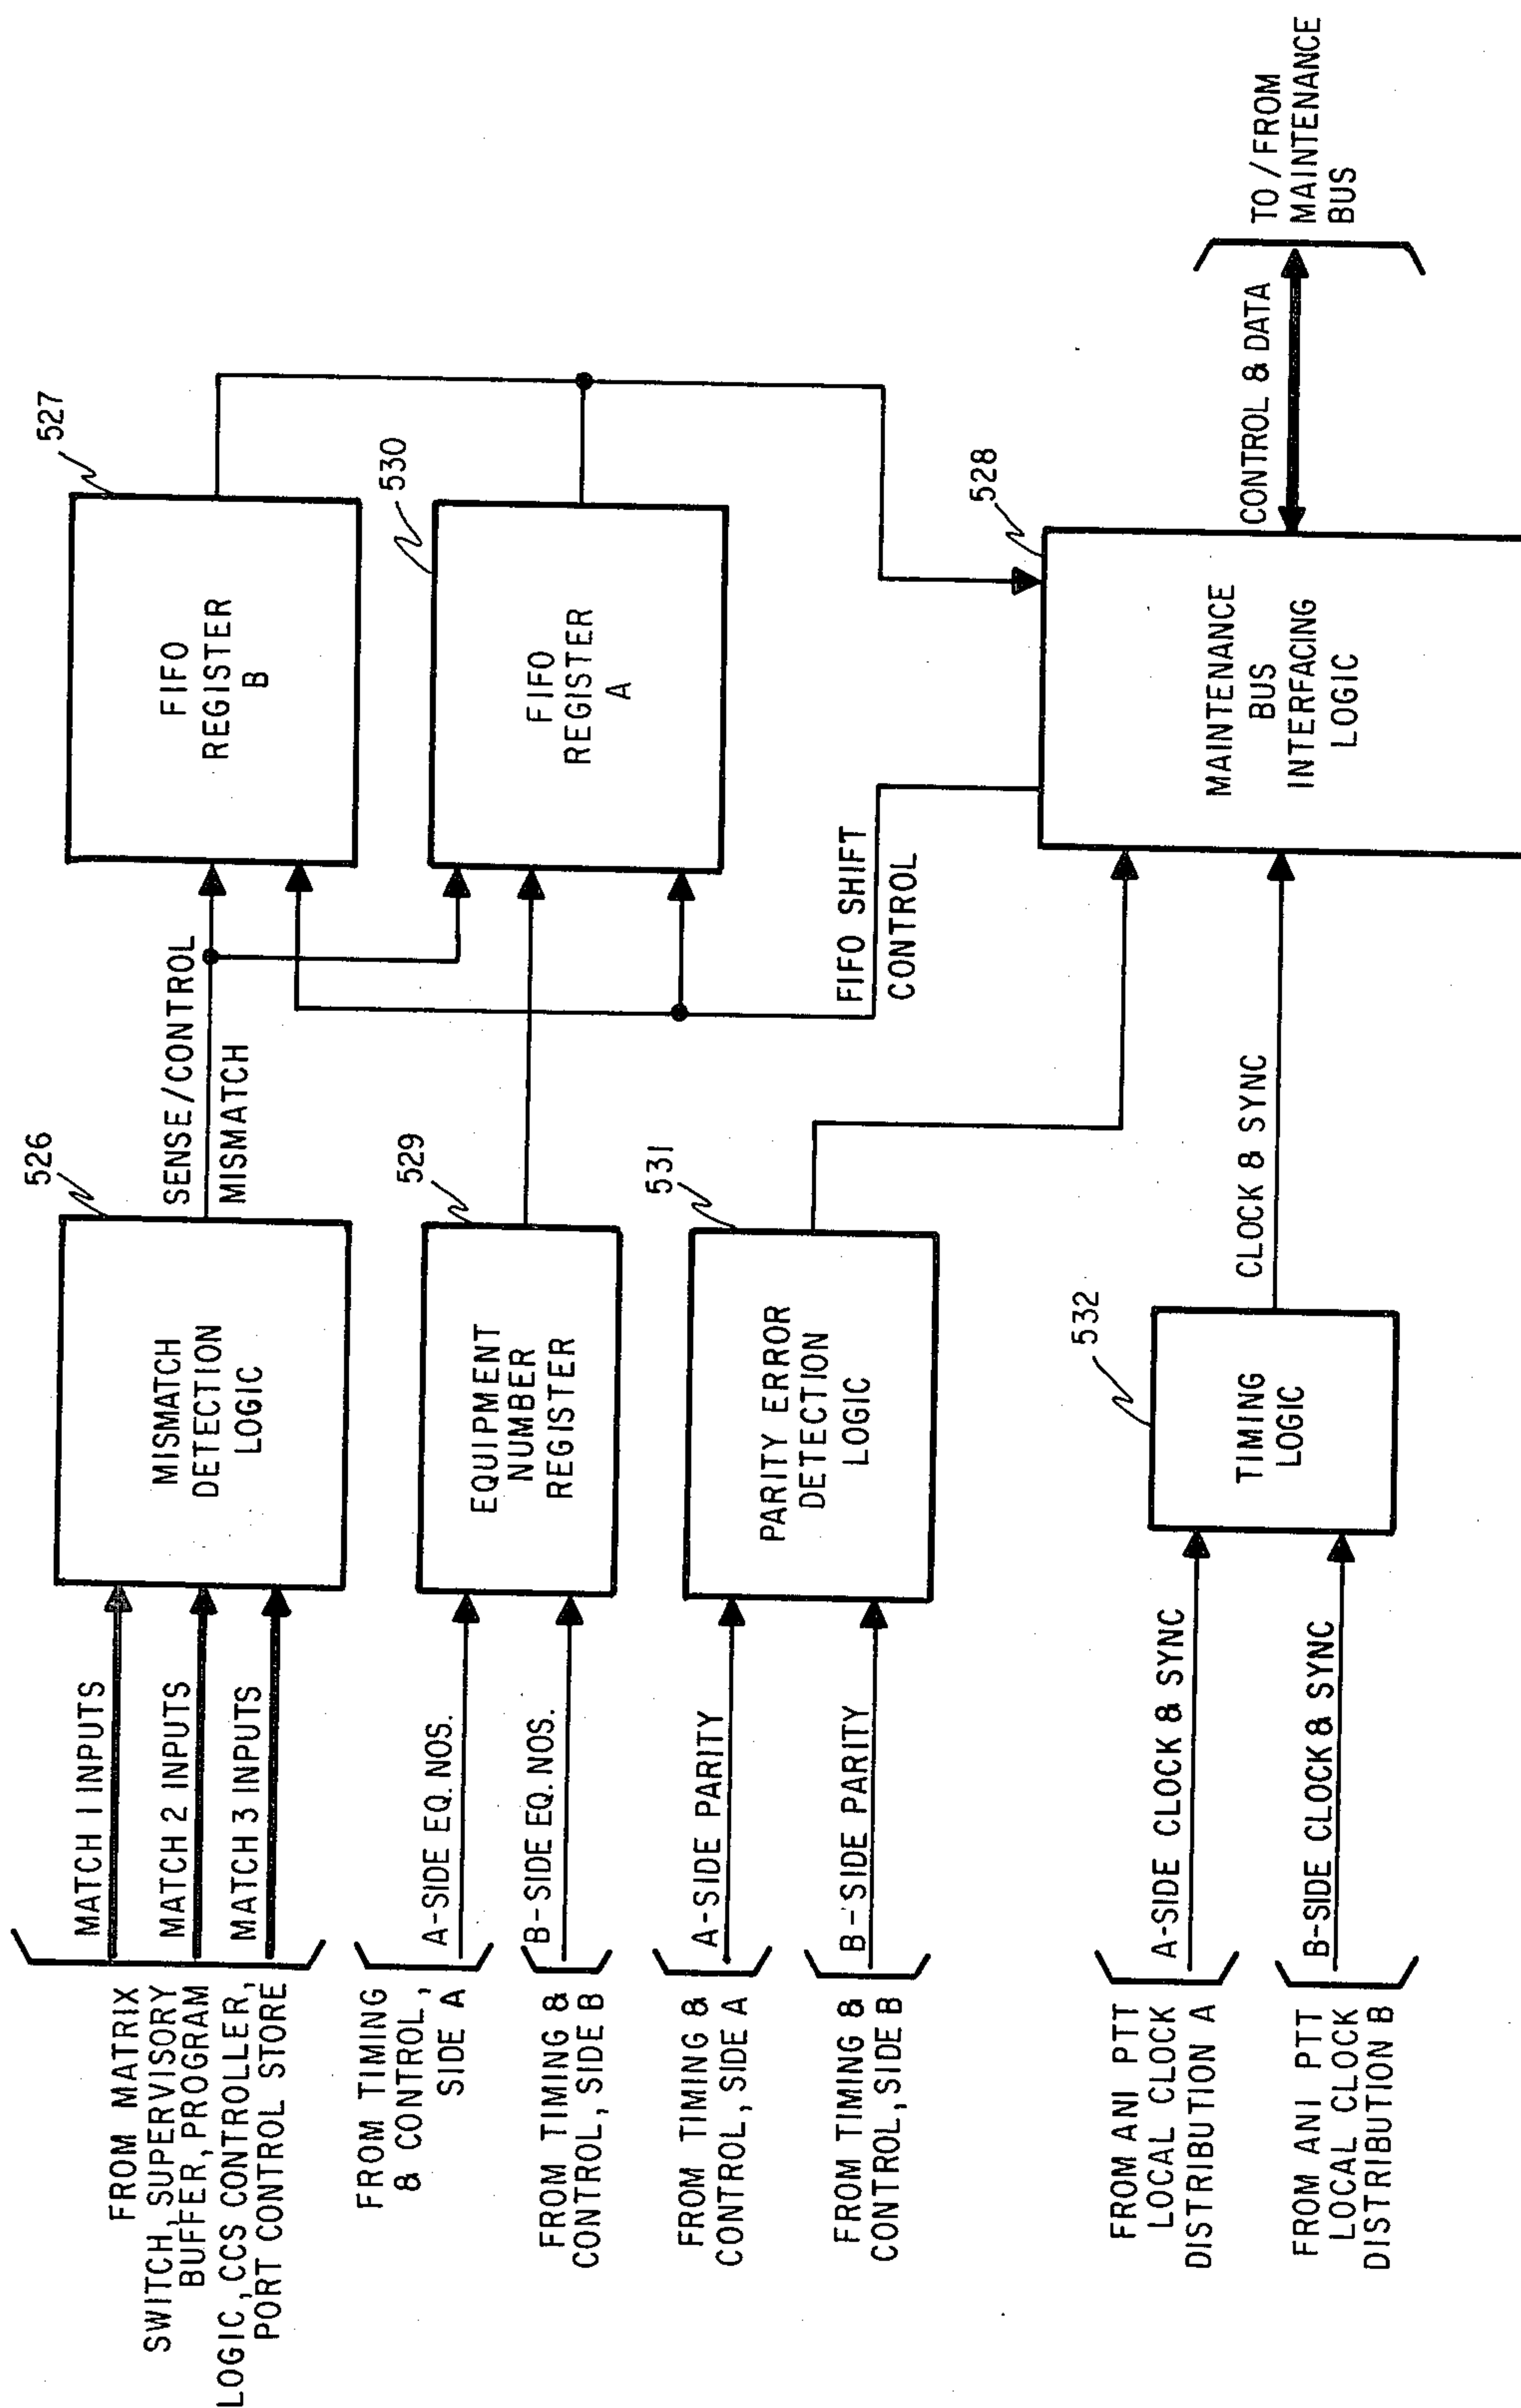 FROM MATRIX
SWITCH, SUPERVISORY
BUFFER, PROGRAM
LOGIC, CCS CONTROLLER,
PORT CONTROL STORE
MATCH 1 INPUTS
MATCH 2 INPUTS
MATCH 3 INPUTS
526
MISMATCH
DETECTION
LOGIC
SENSE/CONTROL
MISMATCH
527
FIFO
REGISTER
B
FROM TIMING
& CONTROL,
SIDE A
A-SIDE EQ. NOS.
FROM TIMING &
CONTROL, SIDE B
B-SIDE EQ. NOS.
529
EQUIPMENT
NUMBER
REGISTER
530
FIFO
REGISTER
A
FROM TIMING &
CONTROL, SIDE A
A-SIDE PARITY
FROM TIMING &
CONTROL, SIDE B
B-SIDE PARITY
531
PARITY ERROR
DETECTION
LOGIC
FIFO SHIFT
CONTROL
528
MAINTENANCE
BUS
INTERFACING
LOGIC
CONTROL & DATA
TO/FROM
MAINTENANCE
BUS
FROM ANI PTT
LOCAL CLOCK
DISTRIBUTION A
A-SIDE CLOCK & SYNC
FROM ANI PTT
LOCAL CLOCK
DISTRIBUTION B
B-SIDE CLOCK & SYNC
532
TIMING
LOGIC
CLOCK & SYNC